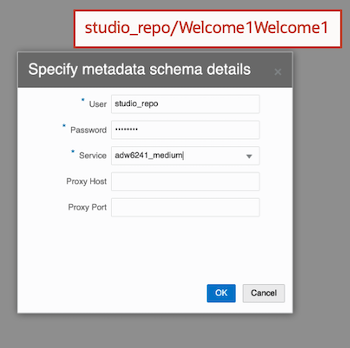 studio_repo/Welcome1Welcome1
Specify metadata schema details ×
* User studio_repo
* Password ••••••••
* Service adw6241_medium
Proxy Host
Proxy Port
OK Cancel